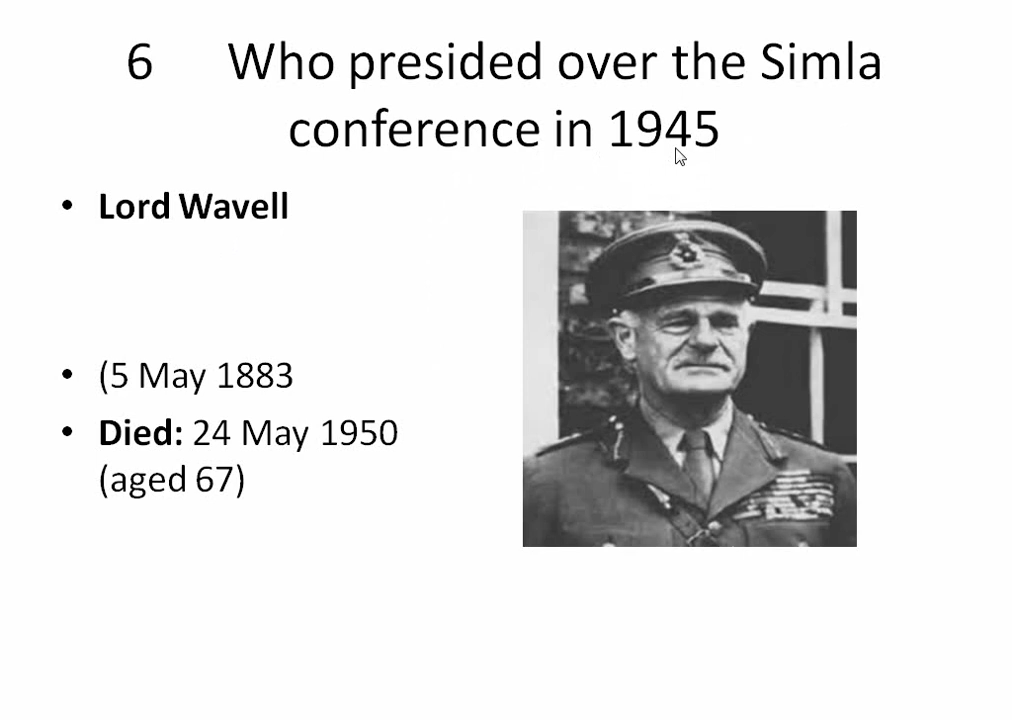 6 Who presided over the Simla
conference in 1945
• Lord Wavell
• (5 May 1883
• Died: 24 May 1950
(aged 67)